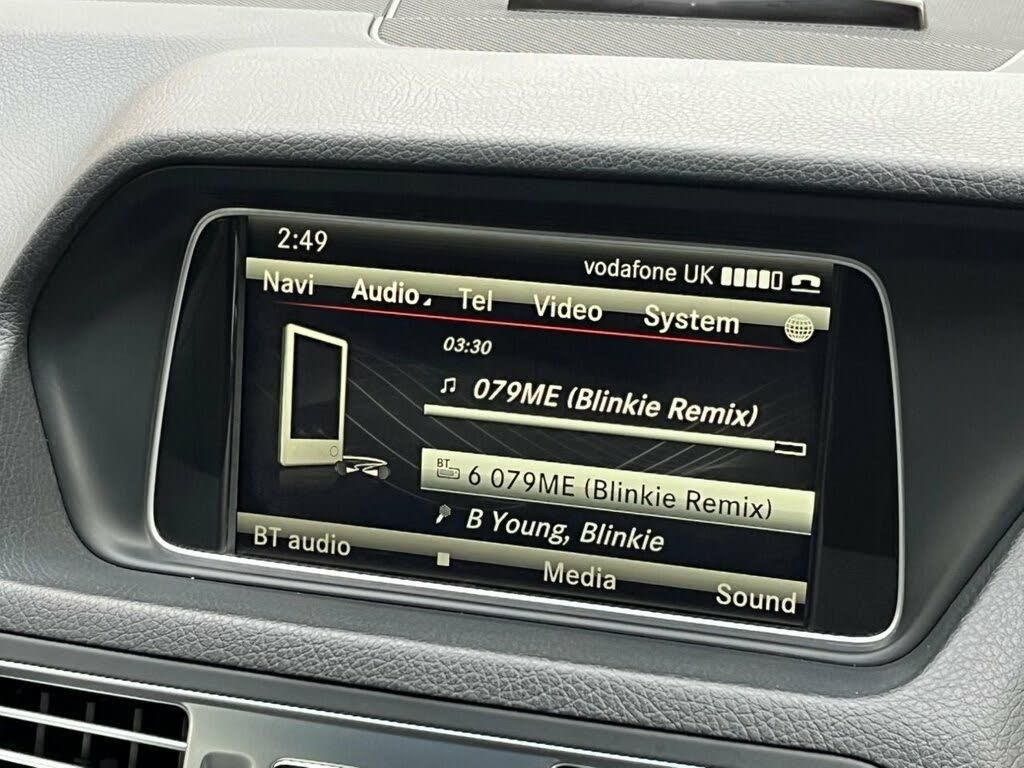 2:49
vodafone UK
Navi Audio Tel Video System
03:30
079ME (Blinkie Remix)
BT 6 079ME (Blinkie Remix)
B Young, Blinkie
BT audio Media Sound